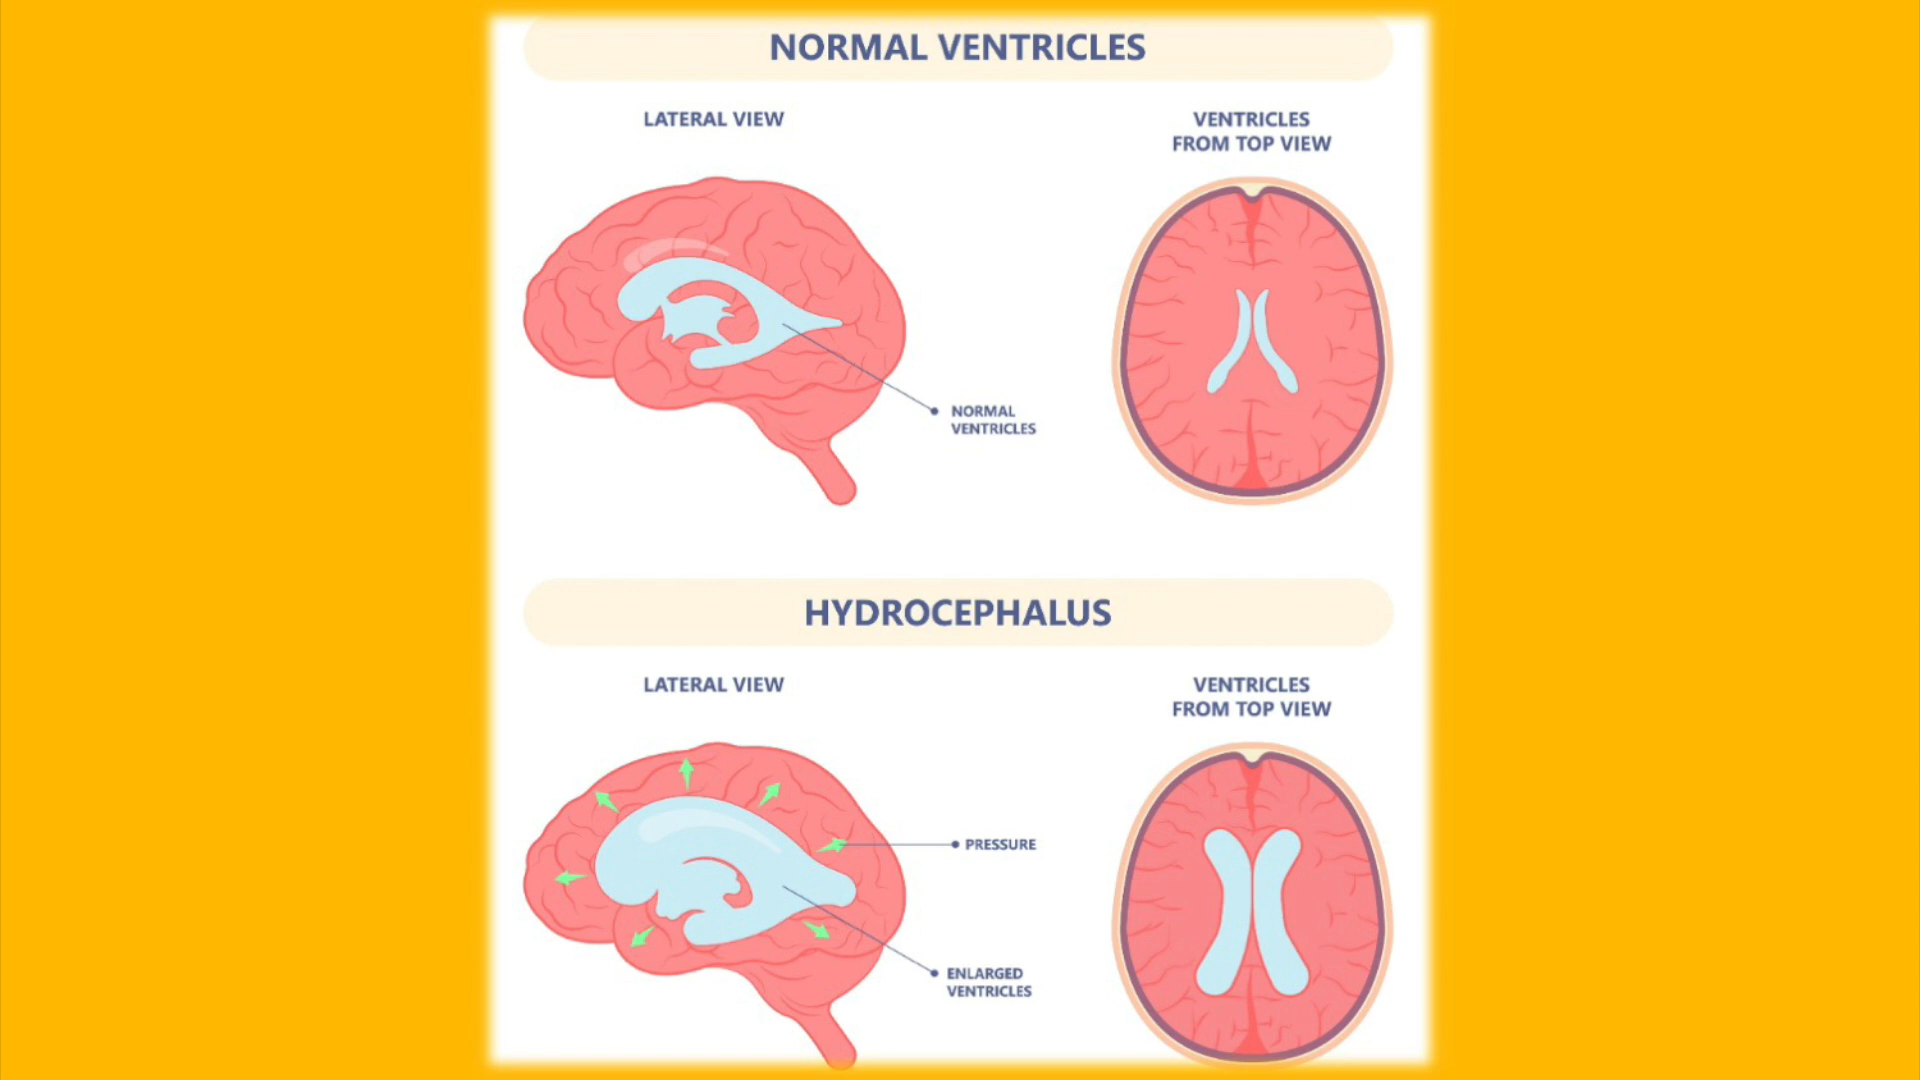 NORMAL VENTRICLES
LATERAL VIEW
VENTRICLES
FROM TOP VIEW
NORMAL
VENTRICLES
HYDROCEPHALUS
LATERAL VIEW
VENTRICLES
FROM TOP VIEW
PRESSURE
ENLARGED
VENTRICLES